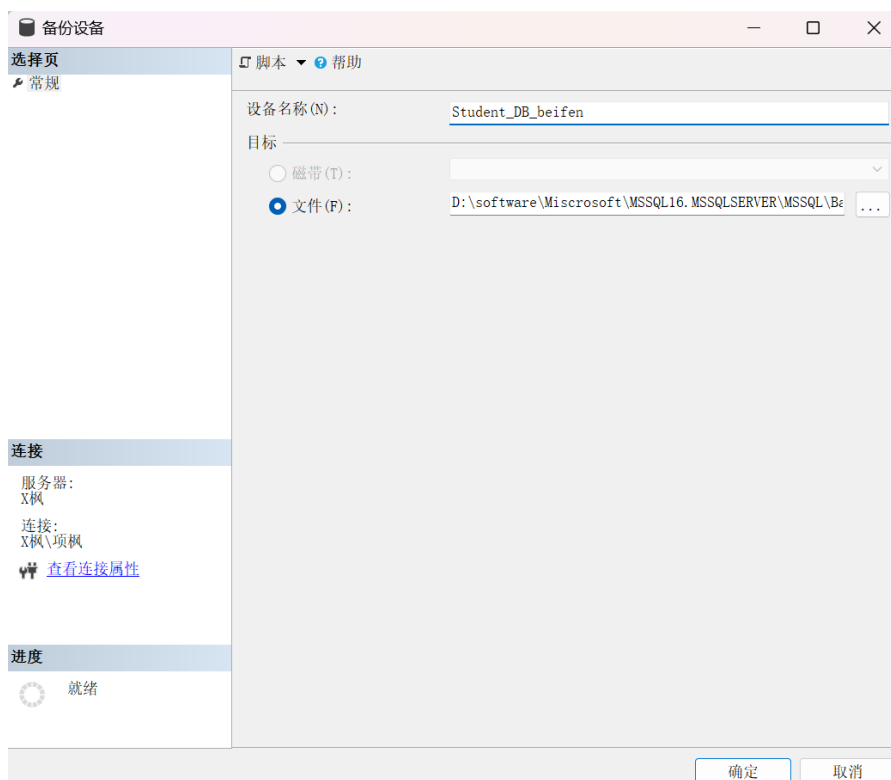 备份设备
选择页
常规
脚本 帮助
设备名称(N):
Student_DB_beifen
目标
磁带(T):
文件(F):
D:\software\Miscrosoft\MSSQL16.MSSQLSERVER\MSSQL\Ba
...
连接
服务器:
X枫
连接:
X枫\项枫
查看连接属性
进度
就绪
确定
取消